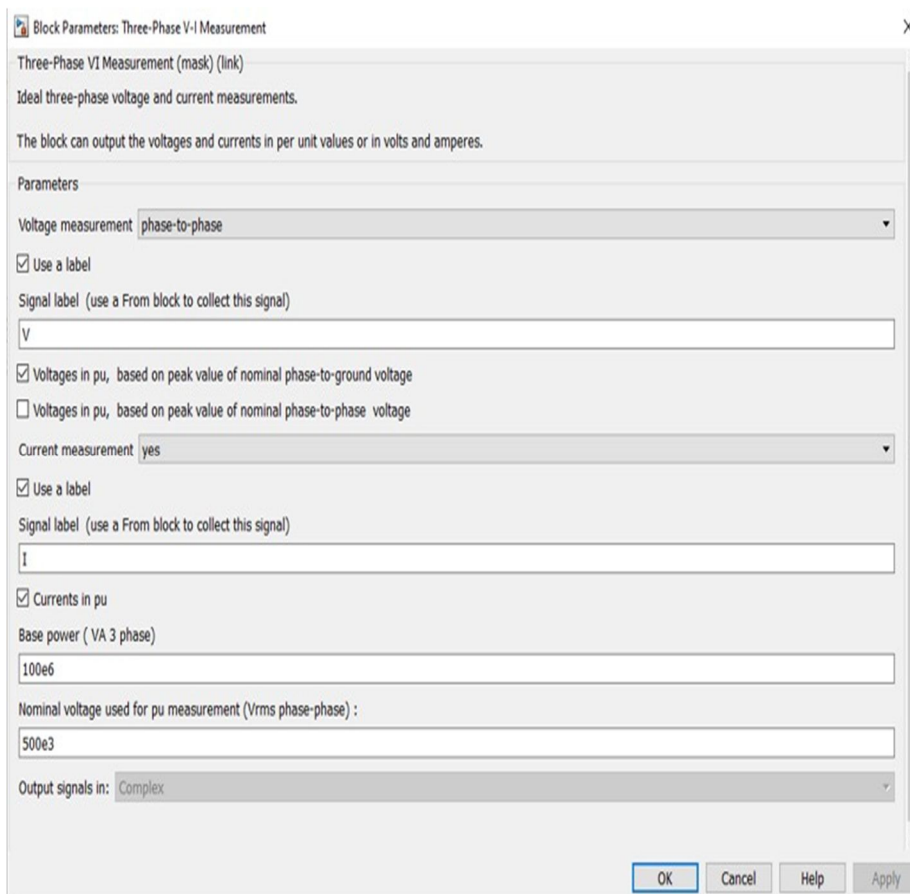 Block Parameters: Three-Phase V-I Measurement
Three-Phase VI Measurement (mask) (link)
Ideal three-phase voltage and current measurements.
The block can output the voltages and currents in per unit values or in volts and amperes.
Parameters
Voltage measurement phase-to-phase
Use a label
Signal label (use a From block to collect this signal)
V
Voltages in pu, based on peak value of nominal phase-to-ground voltage
Voltages in pu, based on peak value of nominal phase-to-phase voltage
Current measurement yes
Use a label
Signal label (use a From block to collect this signal)
I
Currents in pu
Base power ( VA 3 phase)
100e6
Nominal voltage used for pu measurement (Vrms phase-phase) :
500e3
Output signals in: Complex
OK Cancel Help Apply